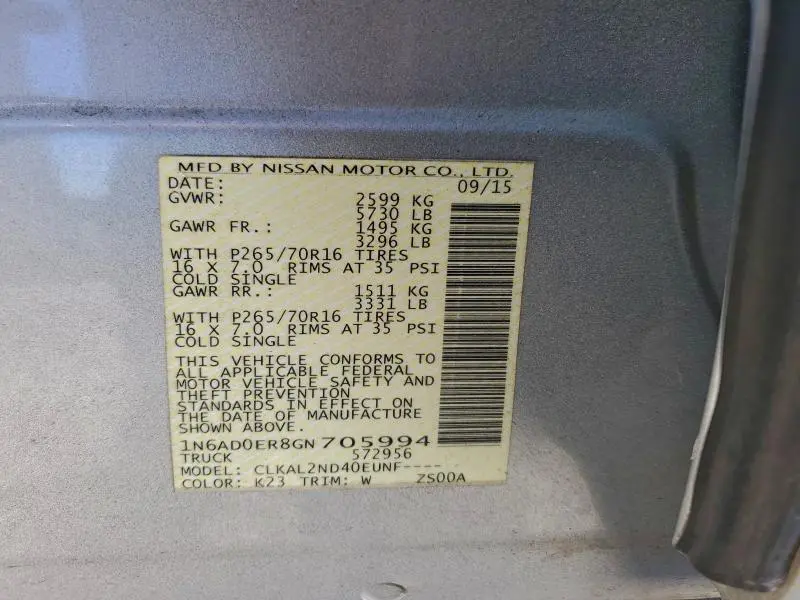 MFD BY NISSAN MOTOR CO., LTD.
DATE: 09/15
GVWR: 2599 KG
5730 LB
GAWR FR.: 1495 KG
3296 LB
WITH P265/70R16 TIRES
16 X 7.0 RIMS AT 35 PSI
COLD SINGLE
GAWR RR.: 1511 KG
3331 LB
WITH P265/70R16 TIRES
16 X 7.0 RIMS AT 35 PSI
COLD SINGLE
THIS VEHICLE CONFORMS TO
ALL APPLICABLE FEDERAL
MOTOR VEHICLE SAFETY AND
THEFT PREVENTION
STANDARDS IN EFFECT ON
THE DATE OF MANUFACTURE
SHOWN ABOVE.
1N6AD0ER8GN705994
TRUCK 572956
MODEL: CLKAL2ND40EUNF----
COLOR: K23 TRIM: W ZS00A